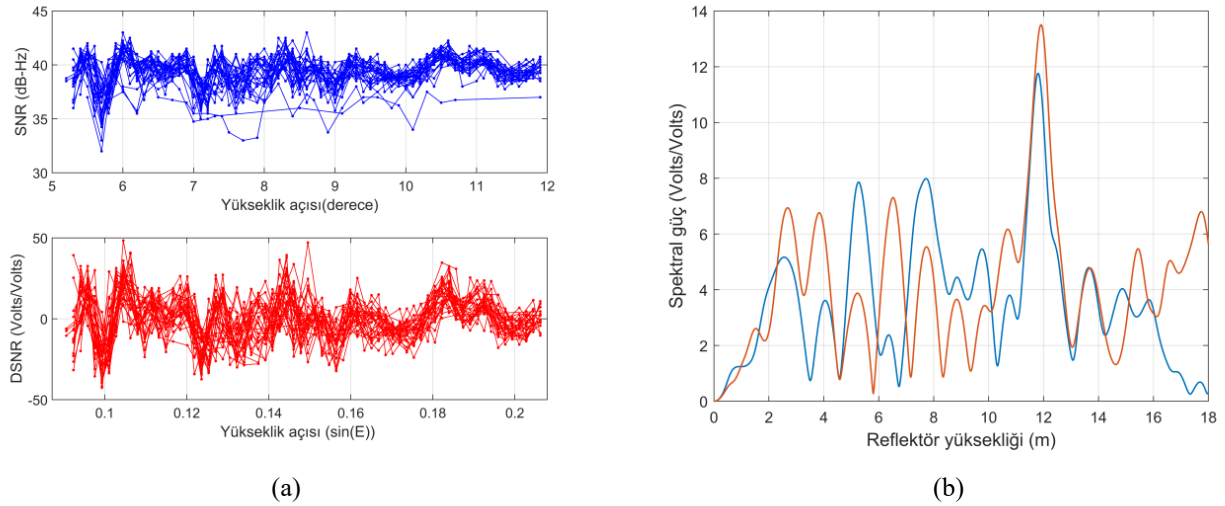 SNR (dB-Hz)
45
40
35
30
5 6 7 8 9 10 11 12
Yükseklik açısı(derece)
DSNR (Volts/Volts)
50
0
-50
0.1 0.12 0.14 0.16 0.18 0.2
Yükseklik açısı (sin(E))
(a)
Spektral güç (Volts/Volts)
14
12
10
8
6
4
2
0
0 2 4 6 8 10 12 14 16 18
Reflektör yüksekliği (m)
(b)